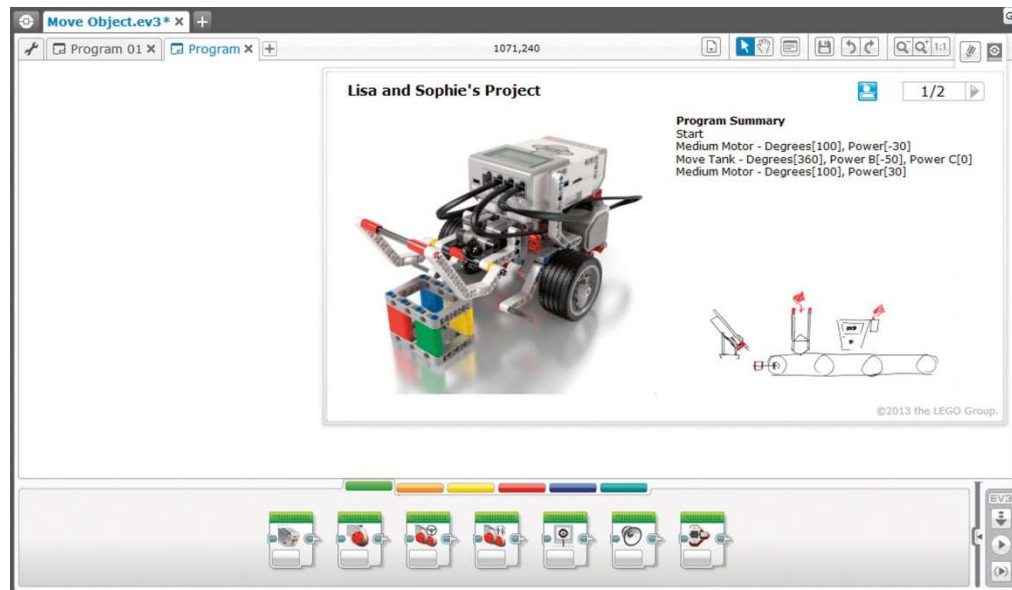 Move Object.ev3*
Program 01
Program
1071,240
1:1
Lisa and Sophie's Project
1/2
Program Summary
Start
Medium Motor - Degrees[100], Power[-30]
Move Tank - Degrees[360], Power B[-50], Power C[0]
Medium Motor - Degrees[100], Power[30]
©2013 the LEGO Group.
EV3